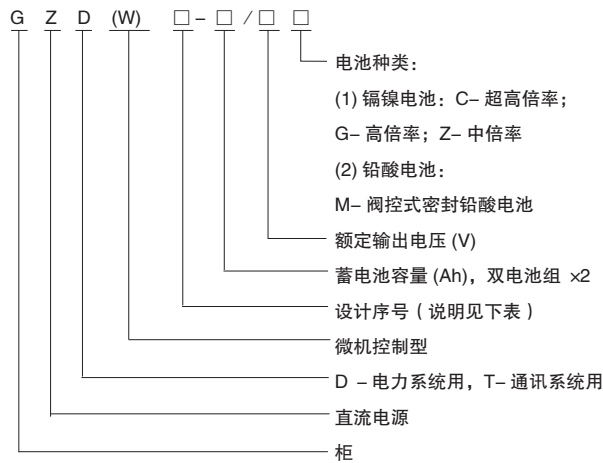 G Z D (W) □-□/□ □
电池种类：
(1) 镉镍电池：C-超高倍率；
G-高倍率；Z-中倍率
(2) 铅酸电池：
M-阀控式密封铅酸电池
额定输出电压 (V)
蓄电池容量 (Ah)，双电池组 ×2
设计序号（说明见下表）
微机控制型
D -电力系统用，T-通讯系统用
直流电源
柜